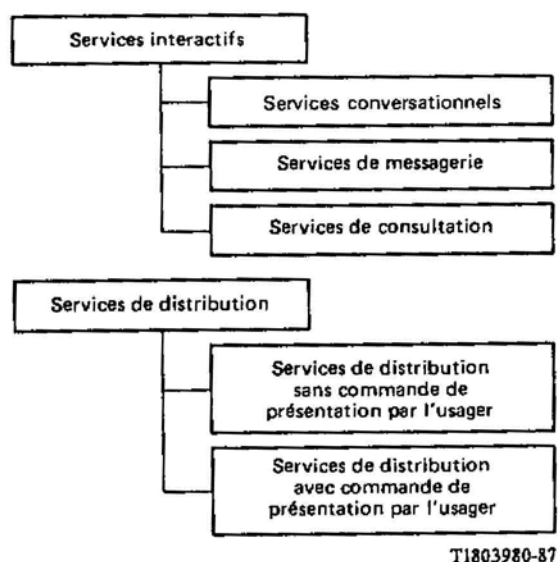 Services interactifs
Services conversationnels
Services de messagerie
Services de consultation
Services de distribution
Services de distribution
sans commande de
présentation par l'usager
Services de distribution
avec commande de
présentation par l'usager
T1803980-87